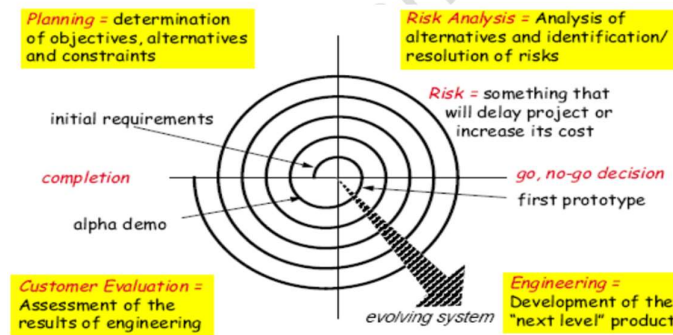 Planning = determination
of objectives, alternatives
and constraints
Risk Analysis = Analysis of
alternatives and identification/
resolution of risks
Risk = something that
will delay project or
increase its cost
initial requirements
completion
go, no-go decision
first prototype
alpha demo
Customer Evaluation =
Assessment of the
results of engineering
evolving system
Engineering =
Development of the
"next level" product